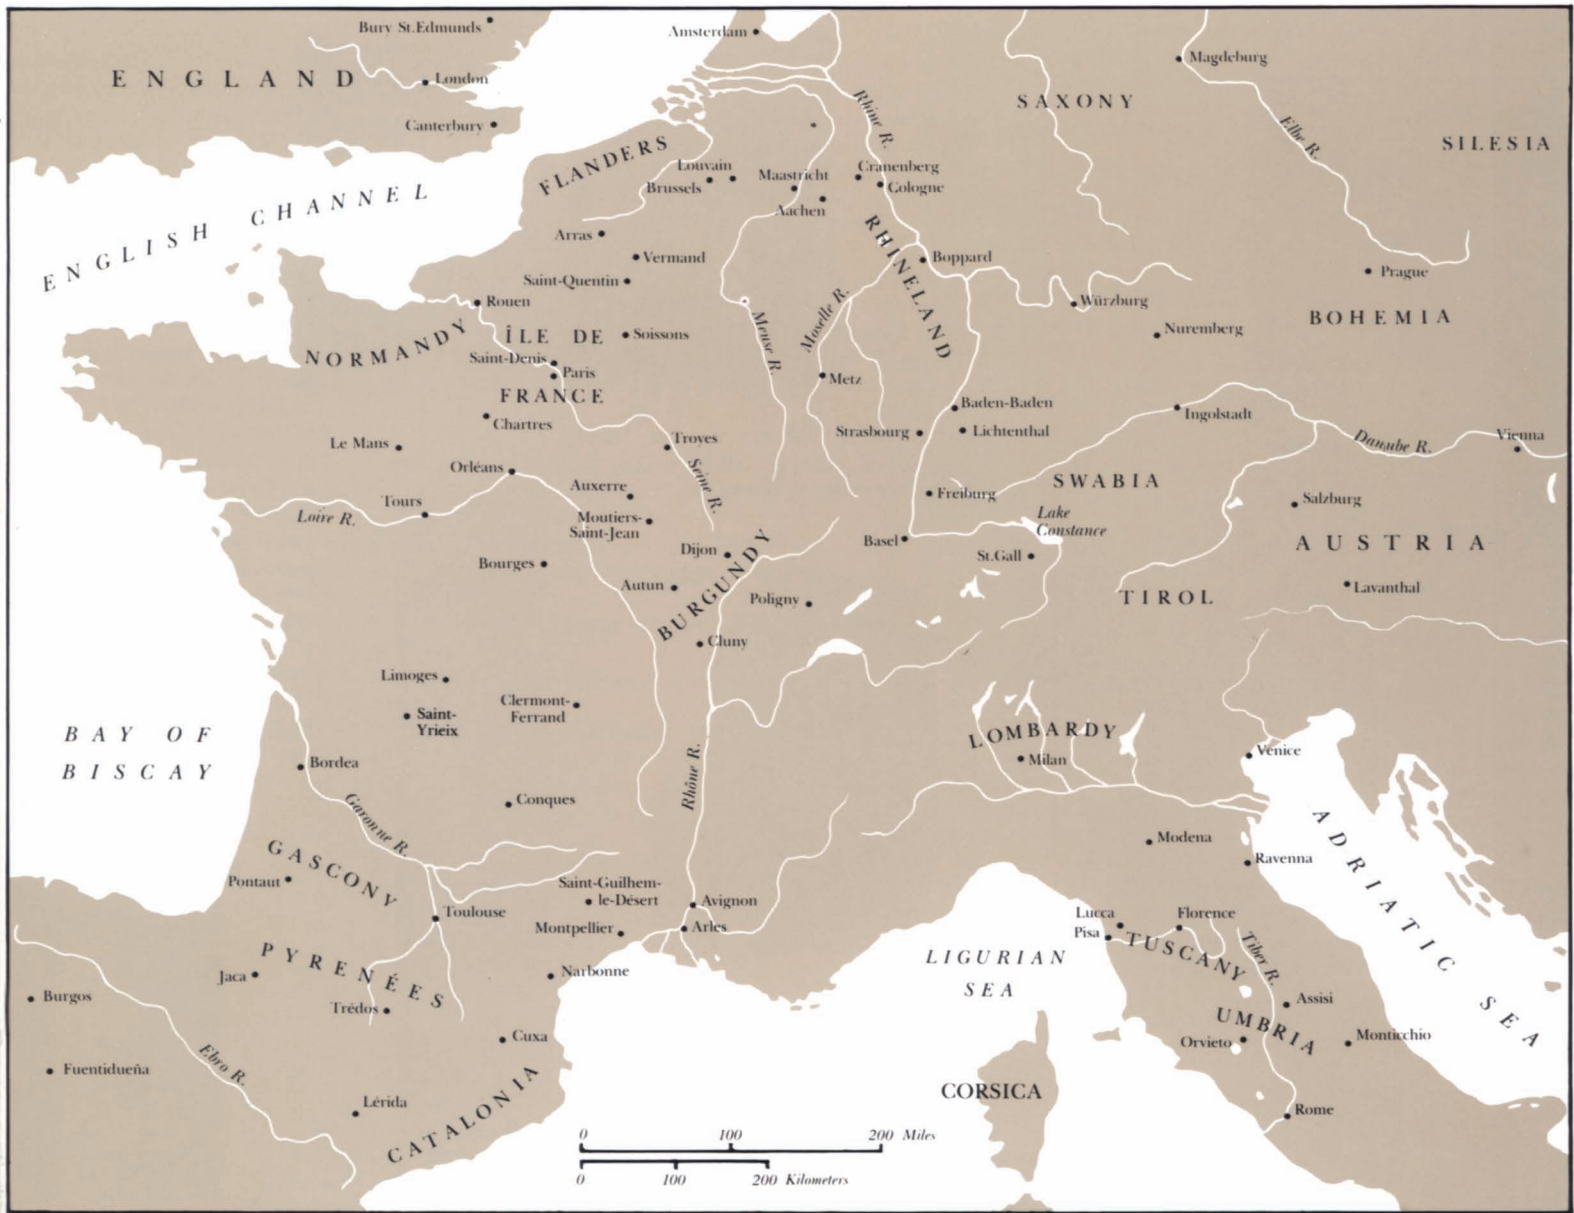 Bury St.Edmunds
Amsterdam
Magdeburg
ENGLAND
London
SAXONY
Rhine R.
Elbe R.
Canterbury
SILESIA
FLANDERS
Louvain
Brussels
Maastricht
Cranenberg
Cologne
Aachen
ENGLISH CHANNEL
Arras
RHINELAND
Vermand
Boppard
Saint-Quentin
Prague
Rouen
Würzburg
Meuse R.
Moselle R.
BOHEMIA
NORMANDY
ÎLE DE
FRANCE
Soissons
Nuremberg
Saint-Denis
Paris
Metz
Baden-Baden
Ingolstadt
Chartres
Strasbourg
Lichtenthal
Danube R.
Vienna
Le Mans
Troyes
Orléans
Seine R.
SWABIA
Auxerre
Freiburg
Salzburg
Tours
Loire R.
Moutiers-
Saint-Jean
Lake
Constance
Basel
AUSTRIA
Dijon
St.Gall
Bourges
BURGUNDY
Autun
Poligny
TIROL
Lavanthal
Cluny
Limoges
Saint-
Yrieix
Clermont-
Ferrand
BAY OF
BISCAY
LOMBARDY
Milan
Venice
Bordea
Rhône R.
Garonne R.
Conques
ADRIATIC SEA
Modena
Ravenna
GASCONY
Pontaut
Saint-Guilhem-
le-Désert
Avignon
Toulouse
Montpellier
Arles
Lucca
Pisa
Florence
TUSCANY
Tiber R.
PYRENÉES
Jaca
Narbonne
LIGURIAN
SEA
Burgos
Trédos
Assisi
UMBRIA
Orvieto
Monticchio
Cuxa
Ebro R.
Fuentidueña
CORSICA
Lérida
CATALONIA
Rome
0 100 200 Miles
0 100 200 Kilometers